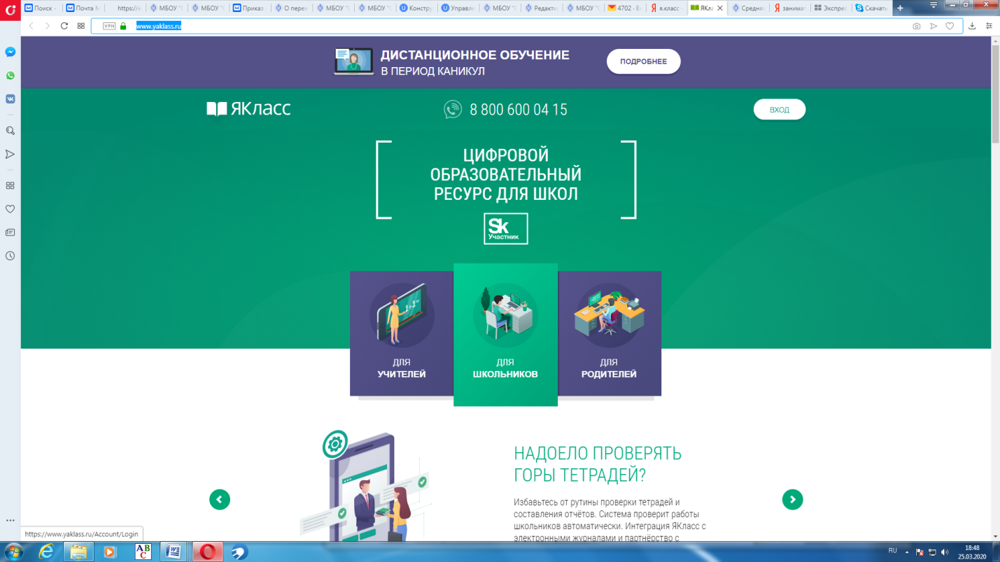 Поиск -
Почта М
https://e
МБОУ "С
МБОУ "С
Приказ.
О перех
МБОУ "С
МБОУ "С
Констру
Управле
МБОУ "С
Редакти
МБОУ "С
4702 · В
я.класс -
ЯКла
Средняя
занима
Экспрес
Скачать
VPN
www.yaklass.ru
ДИСТАНЦИОННОЕ ОБУЧЕНИЕ
В ПЕРИОД КАНИКУЛ
ПОДРОБНЕЕ
ЯКласс
8 800 600 04 15
ВХОД
ЦИФРОВОЙ
ОБРАЗОВАТЕЛЬНЫЙ
РЕСУРС ДЛЯ ШКОЛ
Sk
Участник
ДЛЯ
УЧИТЕЛЕЙ
ДЛЯ
ШКОЛЬНИКОВ
ДЛЯ
РОДИТЕЛЕЙ
НАДОЕЛО ПРОВЕРЯТЬ
ГОРЫ ТЕТРАДЕЙ?
Избавьтесь от рутины проверки тетрадей и
составления отчётов. Система проверит работы
школьников автоматически. Интеграция ЯКласс с
электронными журналами и партнёрство с
https://www.yaklass.ru/Account/Login
RU
18:48
25.03.2020